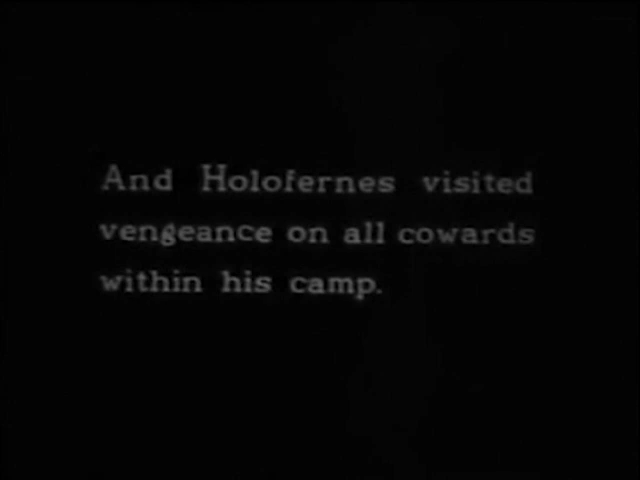 And Holofernes visited
vengeance on all cowards
within his camp.